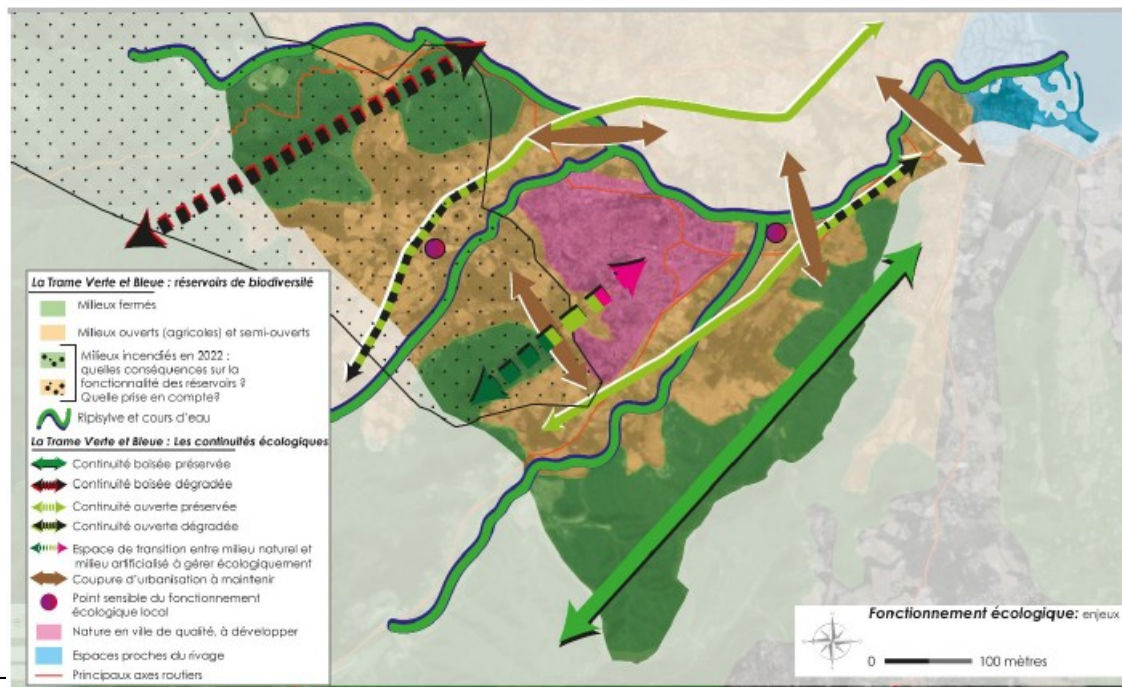 La Trame Verte et Bleue : réservoirs de biodiversité
Milieux fermés
Milieux ouverts (agricoles) et semi-ouverts
Milieux incendiés en 2022 :
quelles conséquences sur la
fonctionnalité des réservoirs ?
Quelle prise en compte?
Ripisylve et cours d'eau
La Trame Verte et Bleue : Les continuités écologiques
Continuité boisée préservée
Continuité boisée dégradée
Continuité ouverte préservée
Continuité ouverte dégradée
Espace de transition entre milieu naturel et
milieu artificialisé à gérer écologiquement
Coupure d'urbanisation à maintenir
Point sensible du fonctionnement
écologique local
Nature en ville de qualité, à développer
Espaces proches du rivage
Principaux axes routiers
Fonctionnement écologique: enjeux
0 100 mètres